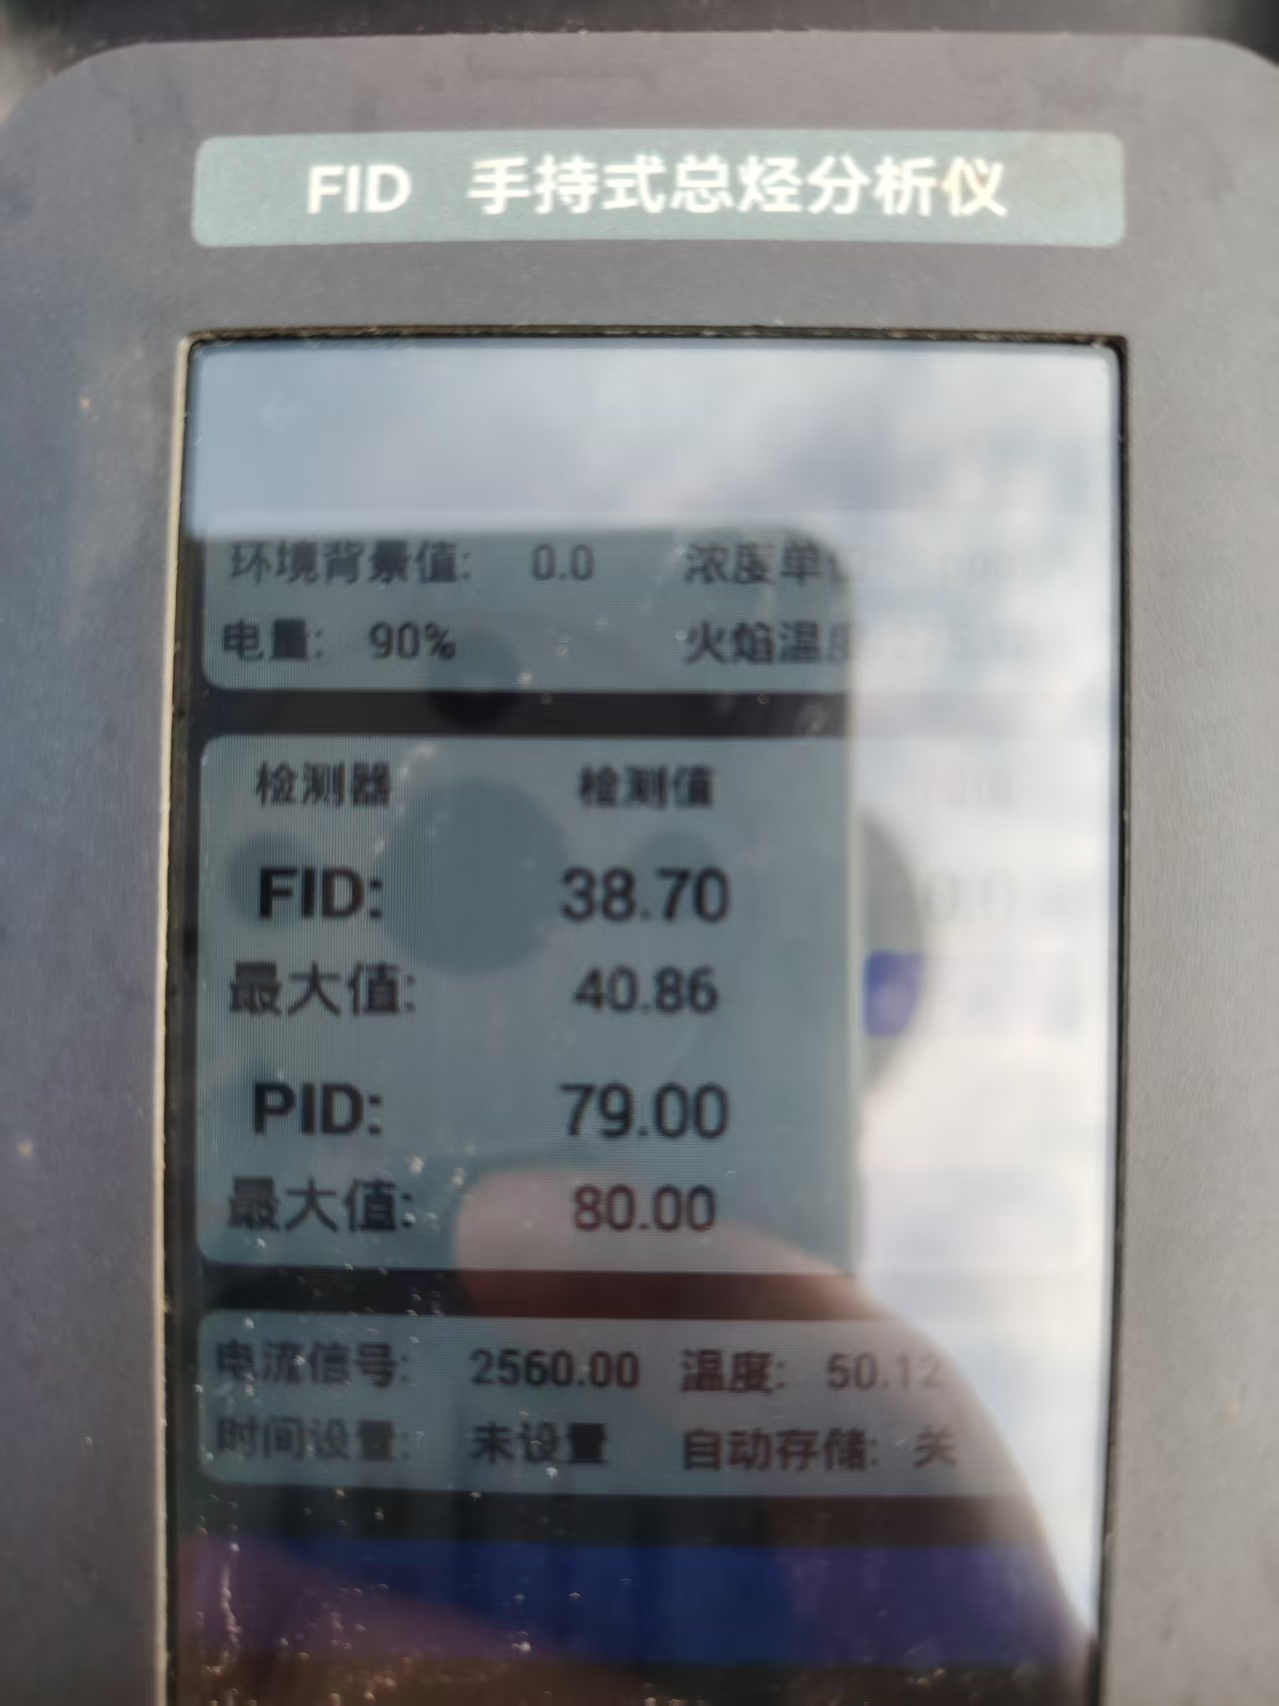 FID 手持式总烃分析仪
环境背景值: 0.0 浓度单位 ppm
电量: 90% 火焰温度
检测器 检测值
FID: 38.70
最大值: 40.86
PID: 79.00
最大值: 80.00
电流信号: 2560.00 温度: 50.12
时间设置: 未设置 自动存储: 关